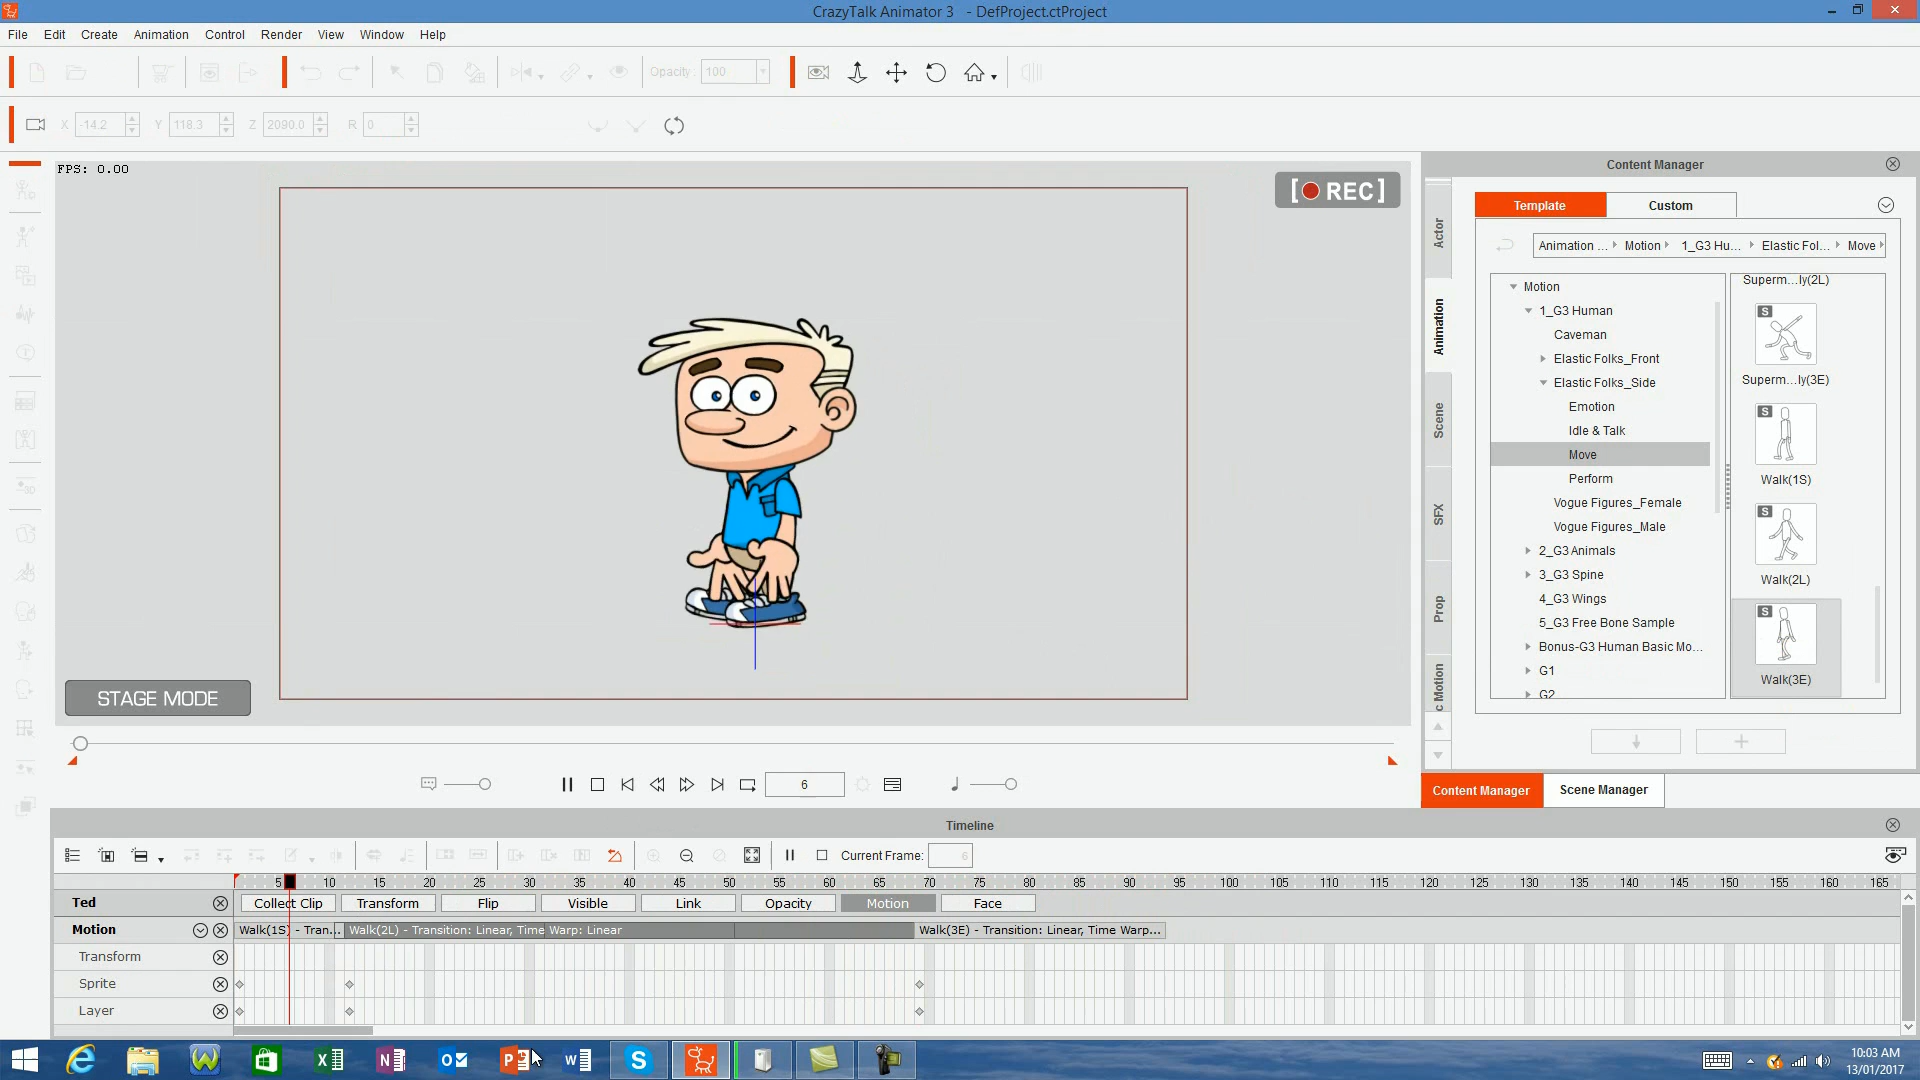 CrazyTalk Animator 3 - DefProject.ctProject
File Edit Create Animation Control Render View Window Help
Opacity : 100
X -14.2 Y 118.3 Z 2090.0 R 0
FPS: 0.00
[ REC ]
STAGE MODE
6
Content Manager
Template Custom
Animation ... Motion 1_G3 Hu... Elastic Fol... Move
Actor
Animation
Scene
SFX
Prop
c Motion
Motion
1_G3 Human
Caveman
Elastic Folks_Front
Elastic Folks_Side
Emotion
Idle & Talk
Move
Perform
Vogue Figures_Female
Vogue Figures_Male
2_G3 Animals
3_G3 Spine
4_G3 Wings
5_G3 Free Bone Sample
Bonus-G3 Human Basic Mo...
G1
G2
Superm...ly(2L)
S
Superm...ly(3E)
S
Walk(1S)
S
Walk(2L)
S
Walk(3E)
Content Manager Scene Manager
Timeline
Current Frame: 6
5 10 15 20 25 30 35 40 45 50 55 60 65 70 75 80 85 90 95 100 105 110 115 120 125 130 135 140 145 150 155 160 165
Ted Collect Clip Transform Flip Visible Link Opacity Motion Face
Motion Walk(1S) - Tran... Walk(2L) - Transition: Linear, Time Warp: Linear Walk(3E) - Transition: Linear, Time Warp...
Transform
Sprite
Layer
10:03 AM
13/01/2017